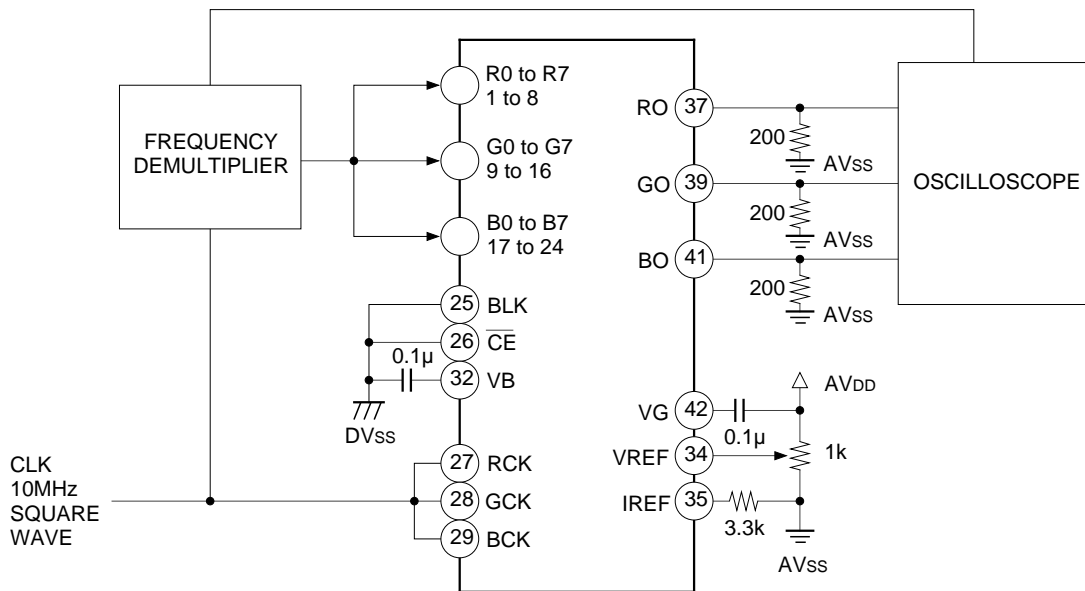 FREQUENCY
DEMULTIPLIER
R0 to R7
1 to 8
G0 to G7
9 to 16
B0 to B7
17 to 24
25
BLK
26
CE
0.1µ
32
VB
DVSS
CLK
10MHz
SQUARE
WAVE
27
RCK
28
GCK
29
BCK
RO
37
200
AVSS
GO
39
200
AVSS
BO
41
200
AVSS
OSCILLOSCOPE
AVDD
VG
42
0.1µ
VREF
34
1k
IREF
35
3.3k
AVSS